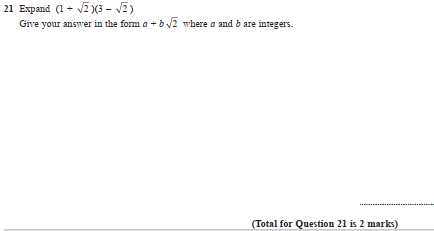 21 Expand (1 + √2)(3 – √2)
Give your answer in the form a + b√2 where a and b are integers.
(Total for Question 21 is 2 marks)